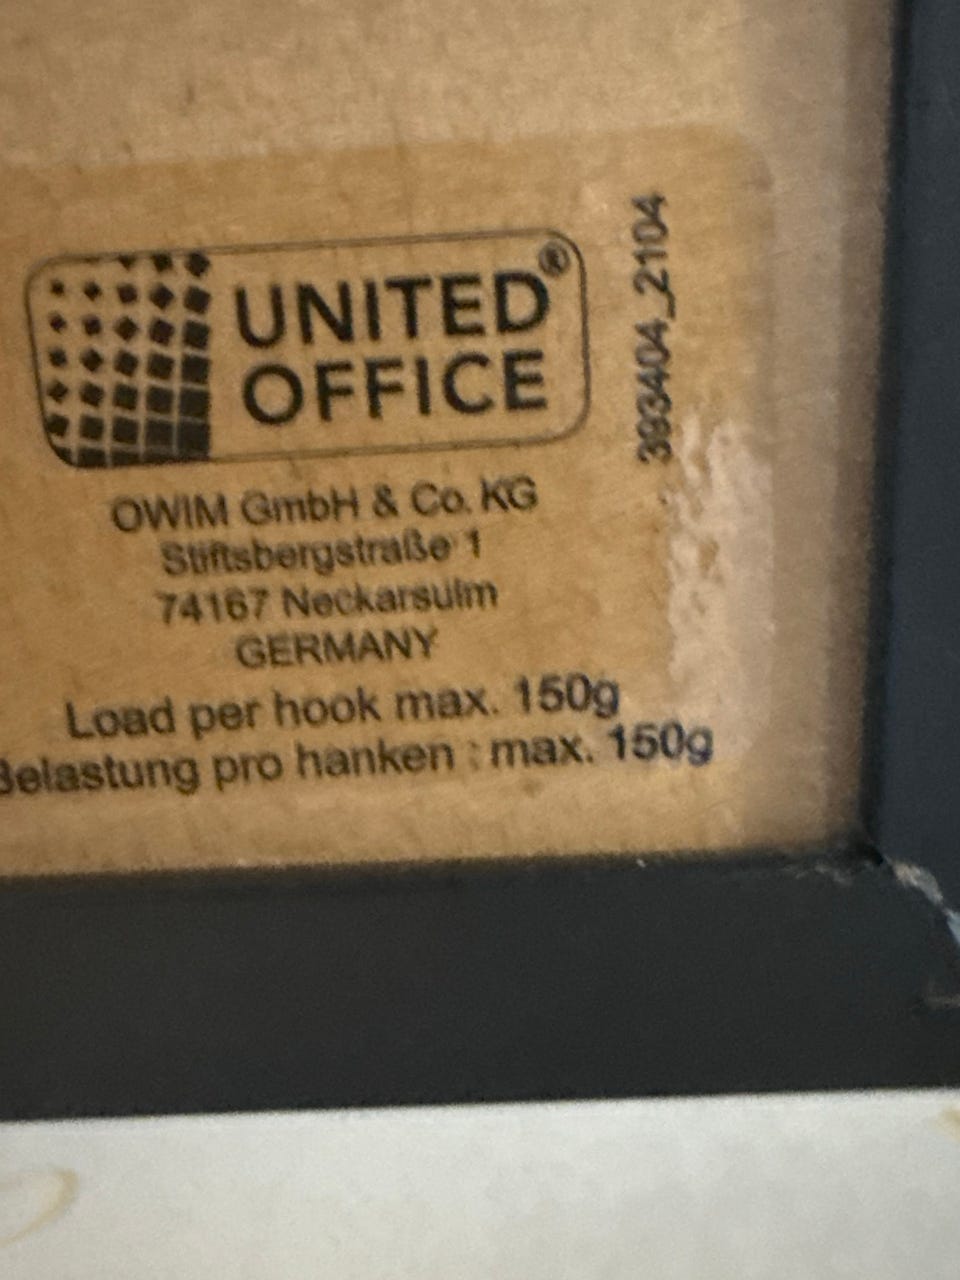 UNITED®
OFFICE
393404_2104
OWIM GmbH & Co. KG
Stiftsbergstraße 1
74167 Neckarsulm
GERMANY
Load per hook max. 150g
Belastung pro hanken : max. 150g